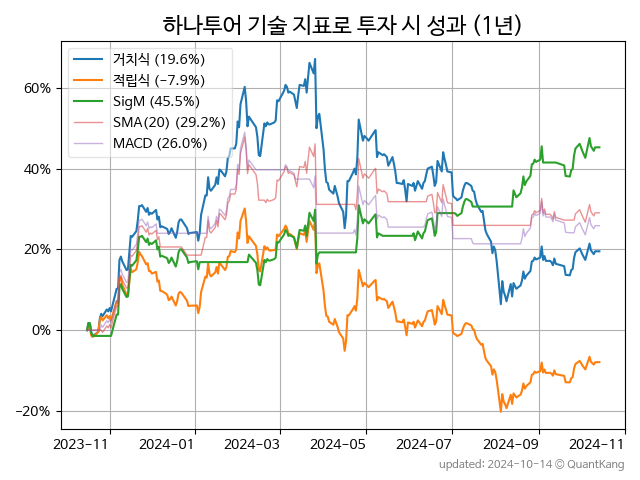 하나투어 기술 지표로 투자 시 성과 (1년)
거치식 (19.6%)
적립식 (−7.9%)
SigM (45.5%)
SMA(20) (29.2%)
MACD (26.0%)
60%
40%
20%
0%
−20%
2023-11 2024-01 2024-03 2024-05 2024-07 2024-09 2024-11
updated: 2024-10-14 © QuantKang